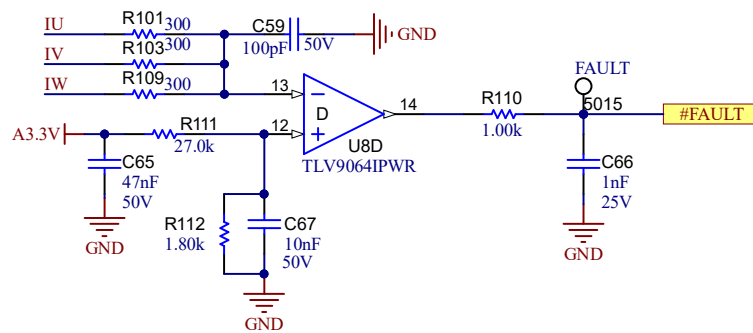 IU
R101
300
C59
100pF
50V
GND
IV
R103
300
IW
R109
300
13
D
14
R110
1.00k
FAULT
5015
#FAULT
A3.3V
R111
27.0k
12
U8D
TLV9064IPWR
C65
47nF
50V
GND
R112
1.80k
C67
10nF
50V
GND
C66
1nF
25V
GND